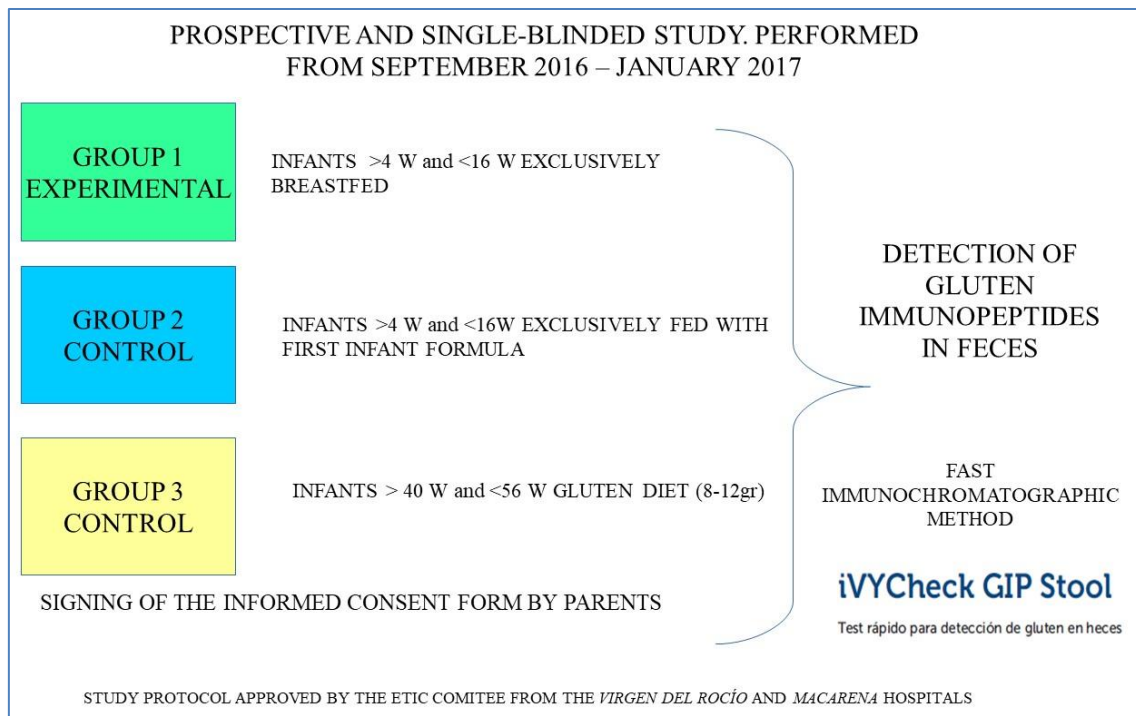 PROSPECTIVE AND SINGLE-BLINDED STUDY. PERFORMED
FROM SEPTEMBER 2016 – JANUARY 2017
GROUP 1
EXPERIMENTAL
INFANTS >4 W and <16 W EXCLUSIVELY
BREASTFED
GROUP 2
CONTROL
INFANTS >4 W and <16W EXCLUSIVELY FED WITH
FIRST INFANT FORMULA
GROUP 3
CONTROL
INFANTS > 40 W and <56 W GLUTEN DIET (8-12gr)
SIGNING OF THE INFORMED CONSENT FORM BY PARENTS
DETECTION OF
GLUTEN
IMMUNOPEPTIDES
IN FECES
FAST
IMMUNOCHROMATOGRAPHIC
METHOD
iVYCheck GIP Stool
Test rápido para detección de gluten en heces
STUDY PROTOCOL APPROVED BY THE ETIC COMITEE FROM THE VIRGEN DEL ROCÍO AND MACARENA HOSPITALS